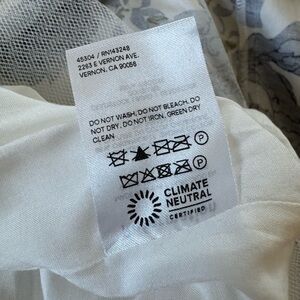 45304 / RN143248
2263 E VERNON AVE.
VERNON, CA 90058
DO NOT WASH. DO NOT BLEACH. DO
NOT DRY. DO NOT IRON. GREEN DRY
CLEAN
P
P
CLIMATE
NEUTRAL
CERTIFIED